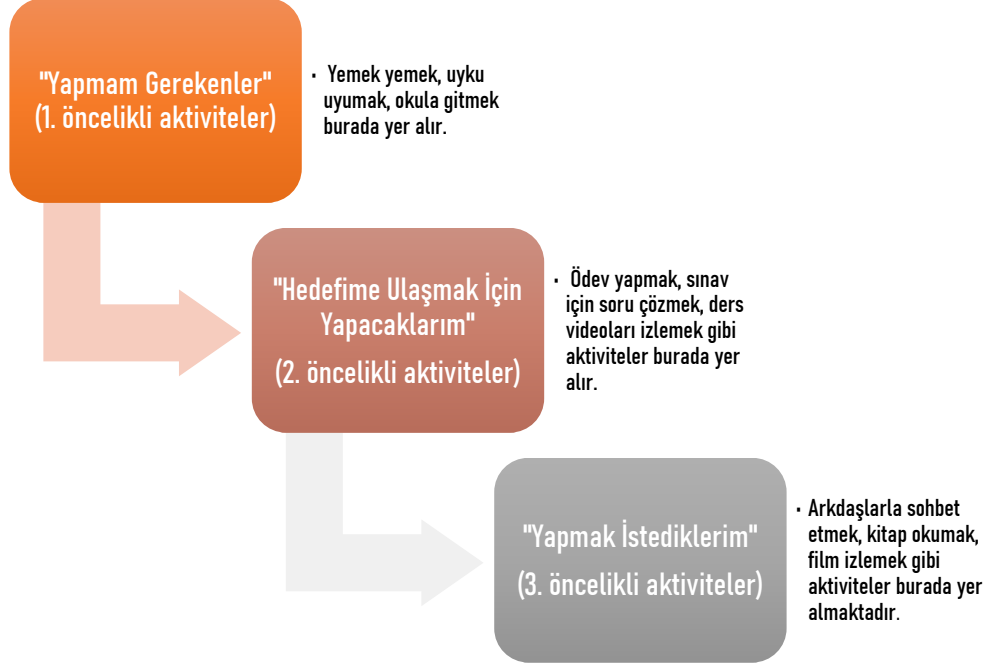 "Yapmam Gerekenler"
(1. öncelikli aktiviteler)
· Yemek yemek, uyku
uyumak, okula gitmek
burada yer alır.
"Hedefime Ulaşmak İçin
Yapacaklarım"
(2. öncelikli aktiviteler)
· Ödev yapmak, sınav
için soru çözmek, ders
videoları izlemek gibi
aktiviteler burada yer
alır.
"Yapmak İstediklerim"
(3. öncelikli aktiviteler)
· Arkdaşlarla sohbet
etmek, kitap okumak,
film izlemek gibi
aktiviteler burada yer
almaktadır.